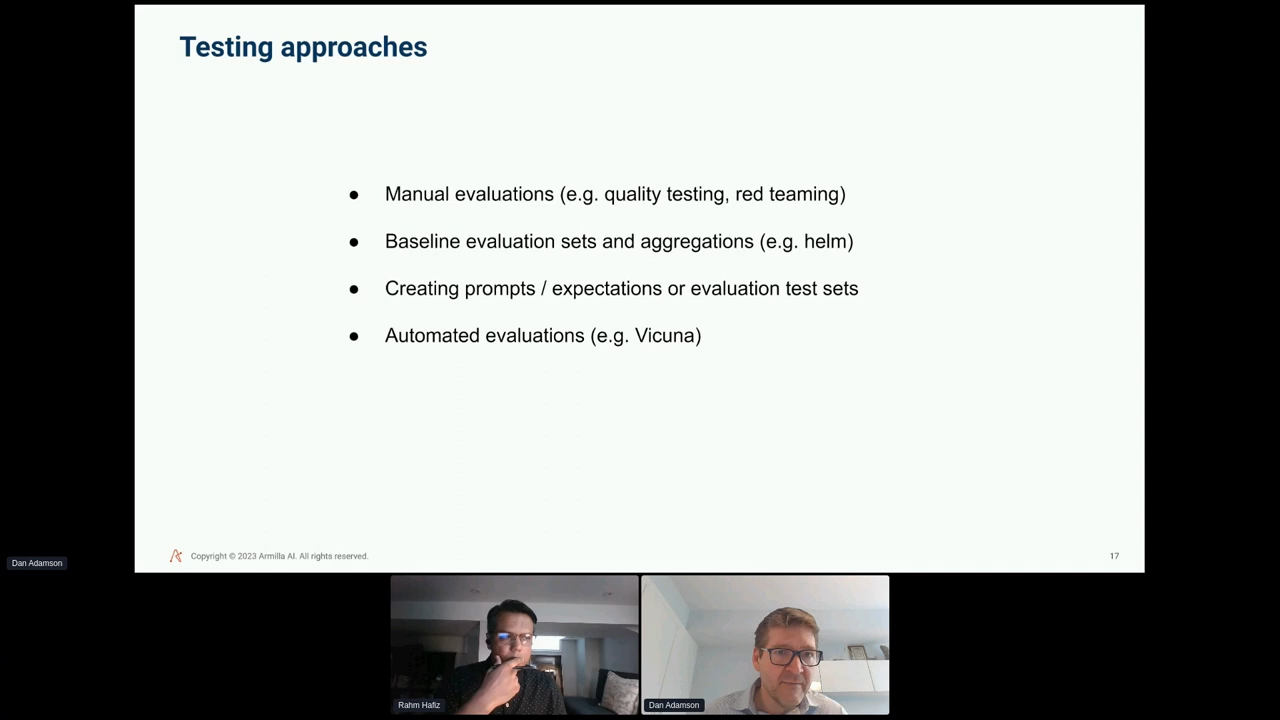 Testing approaches
● Manual evaluations (e.g. quality testing, red teaming)
● Baseline evaluation sets and aggregations (e.g. helm)
● Creating prompts / expectations or evaluation test sets
● Automated evaluations (e.g. Vicuna)
Copyright © 2023 Armilla AI. All rights reserved.
17
Dan Adamson
Rahm Hafiz
Dan Adamson